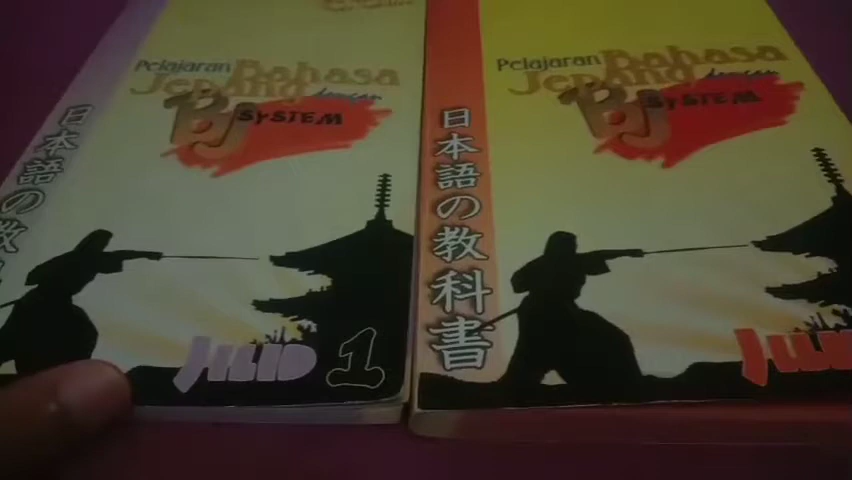 Pelajaran Bahasa
Jepang dengan
BJ SYSTEM
日本語の教
JILID 1
Pelajaran Bahasa
Jepang dengan
BJ SYSTEM
日本語の教科書